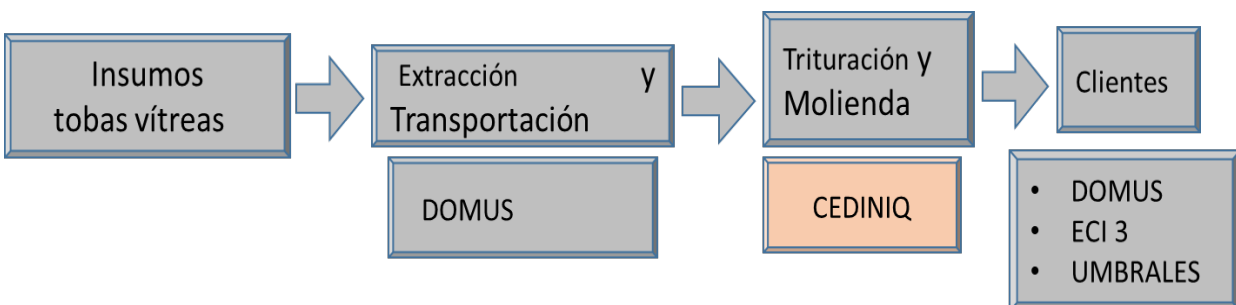 Insumos
tobas vítreas
Extracción y
Transportación
Trituración y
Molienda
Clientes
DOMUS
CEDINIQ
• DOMUS
• ECI 3
• UMBRALES